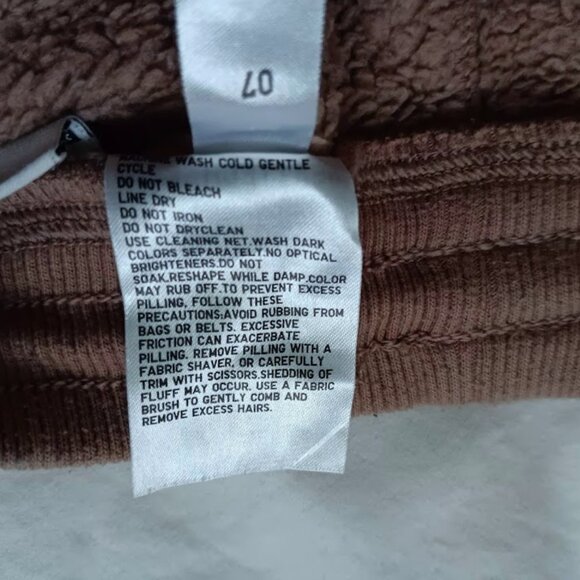 07
MACHINE WASH COLD GENTLE
CYCLE
DO NOT BLEACH
LINE DRY
DO NOT IRON
DO NOT DRYCLEAN
USE CLEANING NET.WASH DARK
COLORS SEPARATELY.NO OPTICAL
BRIGHTENERS.DO NOT
SOAK.RESHAPE WHILE DAMP.COLOR
MAY RUB OFF.TO PREVENT EXCESS
PILLING, FOLLOW THESE
PRECAUTIONS:AVOID RUBBING FROM
BAGS OR BELTS. EXCESSIVE
FRICTION CAN EXACERBATE
PILLING. REMOVE PILLING WITH A
FABRIC SHAVER, OR CAREFULLY
TRIM WITH SCISSORS.SHEDDING OF
FLUFF MAY OCCUR. USE A FABRIC
BRUSH TO GENTLY COMB AND
REMOVE EXCESS HAIRS.